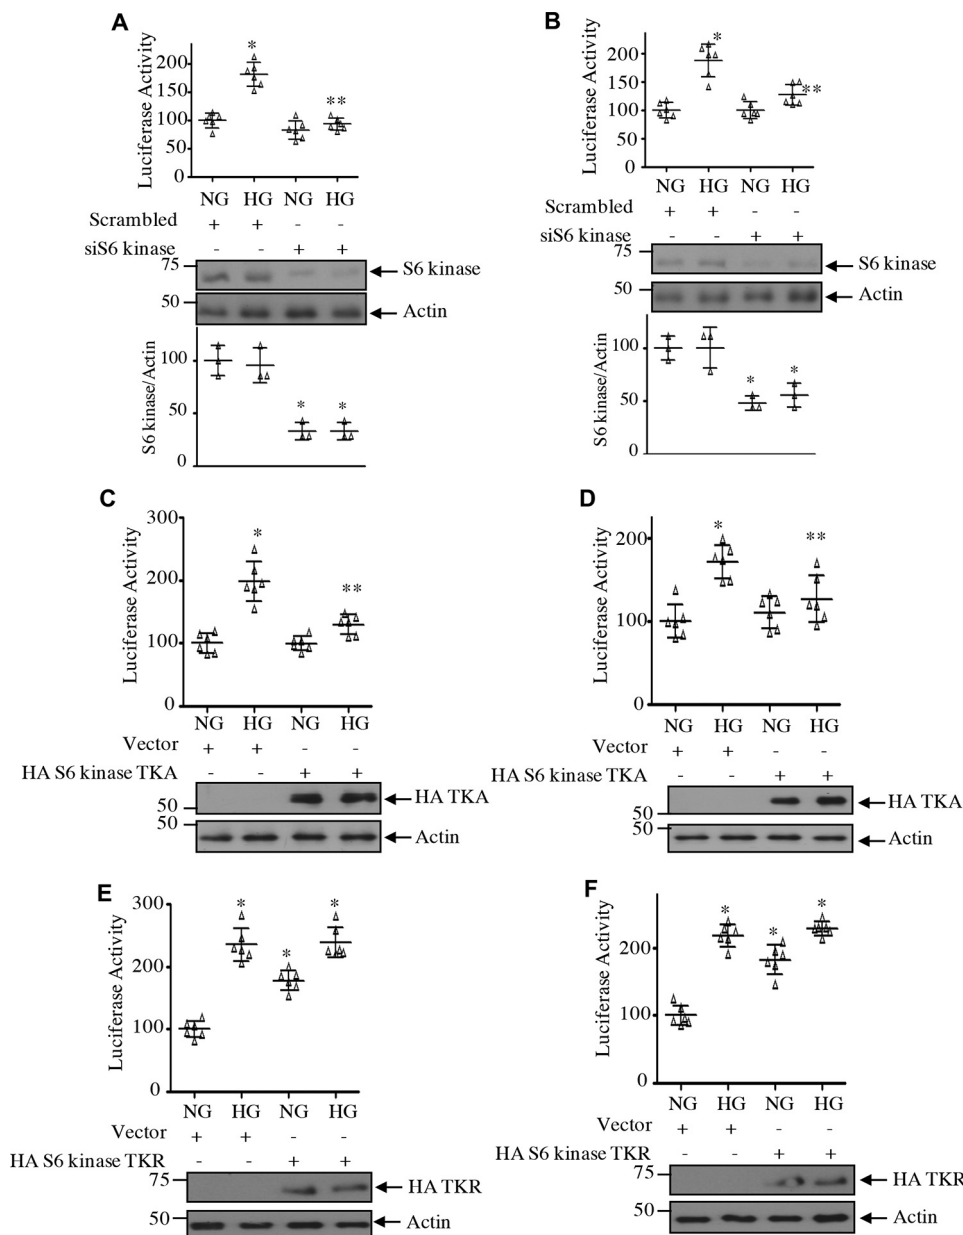 A
Luciferase Activity
200
150
100
50
0
*
**
NG HG NG HG
Scrambled + + - -
siS6 kinase - - + +
75
S6 kinase
50
Actin
S6 kinase/Actin
100
50
0
* *
B
Luciferase Activity
200
150
100
50
0
*
**
NG HG NG HG
Scrambled + + - -
siS6 kinase - - + +
75
S6 kinase
50
Actin
S6 kinase/Actin
100
50
0
* *
C
Luciferase Activity
300
200
100
0
*
**
NG HG NG HG
Vector + + - -
HA S6 kinase TKA - - + +
50
HA TKA
50
Actin
D
Luciferase Activity
200
100
0
*
**
NG HG NG HG
Vector + + - -
HA S6 kinase TKA - - + +
50
HA TKA
50
Actin
E
Luciferase Activity
300
200
100
0
* * *
NG HG NG HG
Vector + + - -
HA S6 kinase TKR - - + +
75
HA TKR
50
Actin
F
Luciferase Activity
200
100
0
* * *
NG HG NG HG
Vector + + - -
HA S6 kinase TKR - - + +
75
HA TKR
50
Actin